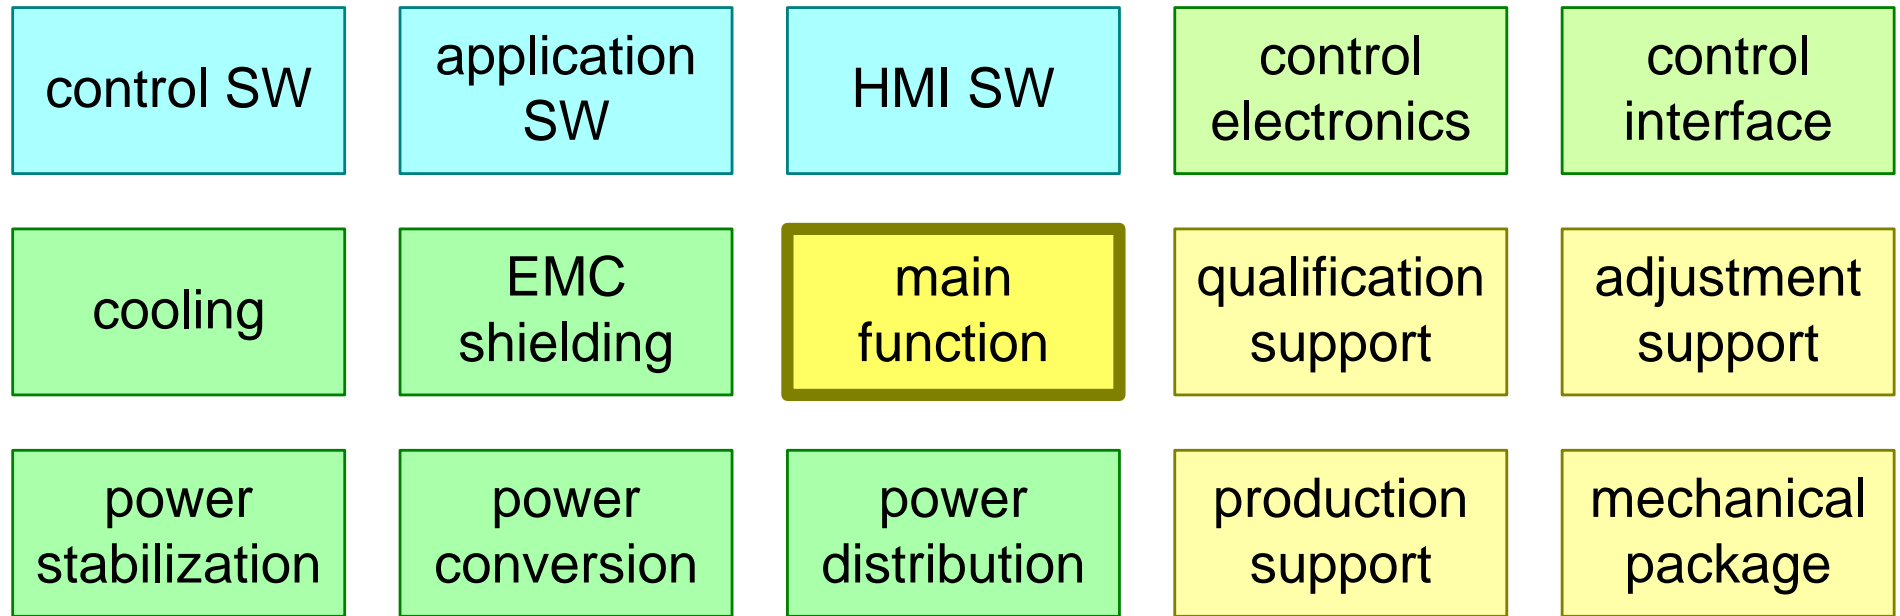 control SW
application
SW
HMI SW
control
electronics
control
interface
cooling
EMC
shielding
main
function
qualification
support
adjustment
support
power
stabilization
power
conversion
power
distribution
production
support
mechanical
package